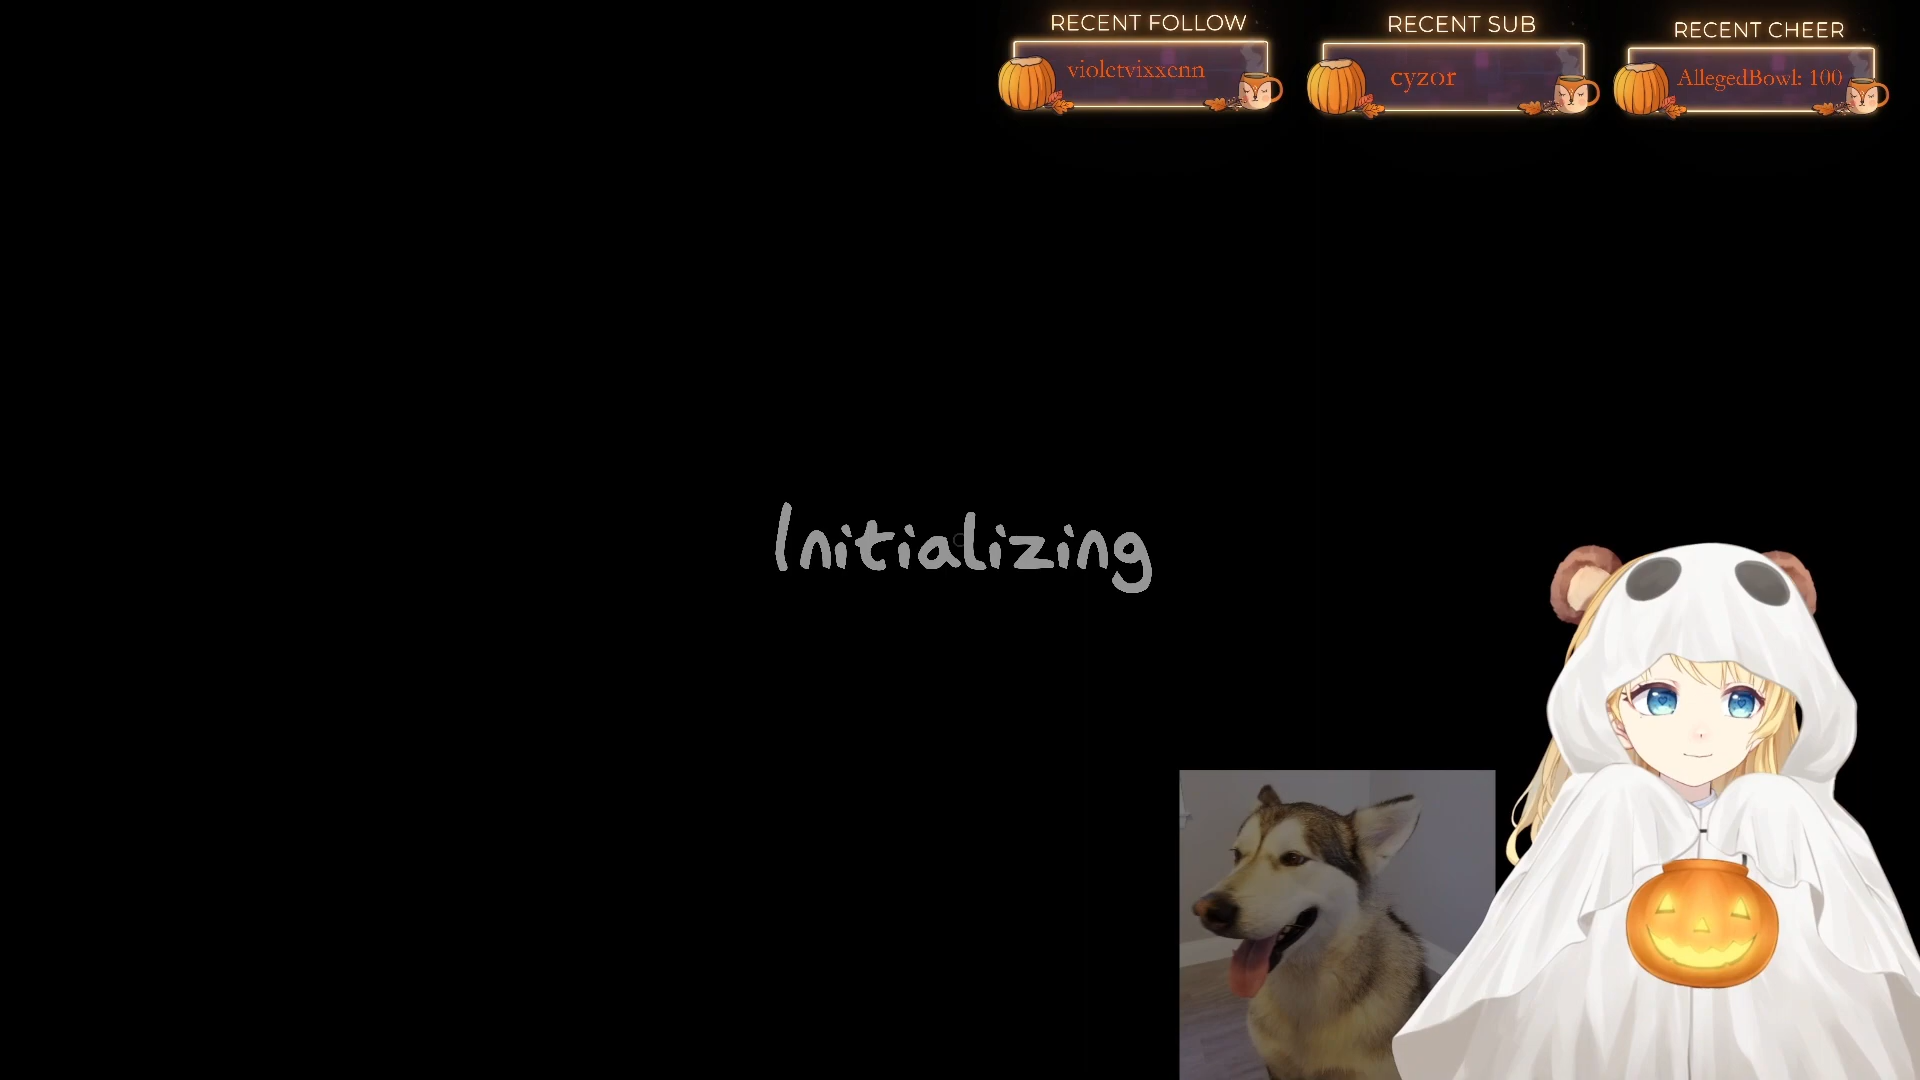 RECENT FOLLOW
violetvixxenn
RECENT SUB
cyzor
RECENT CHEER
AllegedBowl: 100
Initializing